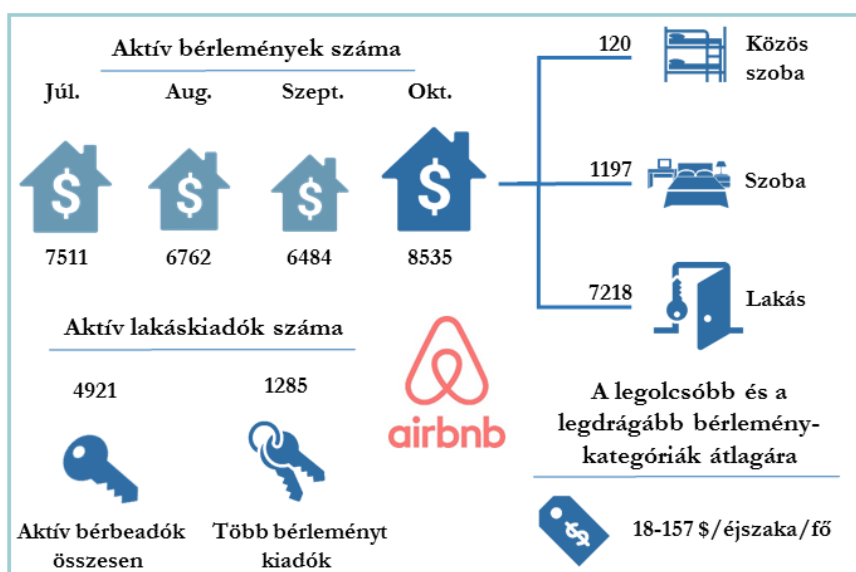 Aktív bérlemények száma
Júl.
Aug.
Szept.
Okt.
7511
6762
6484
8535
120
Közös
szoba
1197
Szoba
7218
Lakás
Aktív lakáskiadók száma
4921
1285
Aktív bérbeadók
összesen
Több bérleményt
kiadók
airbnb
A legolcsóbb és a
legdrágább bérlemény-
kategóriák átlagára
18-157 $/éjszaka/fő